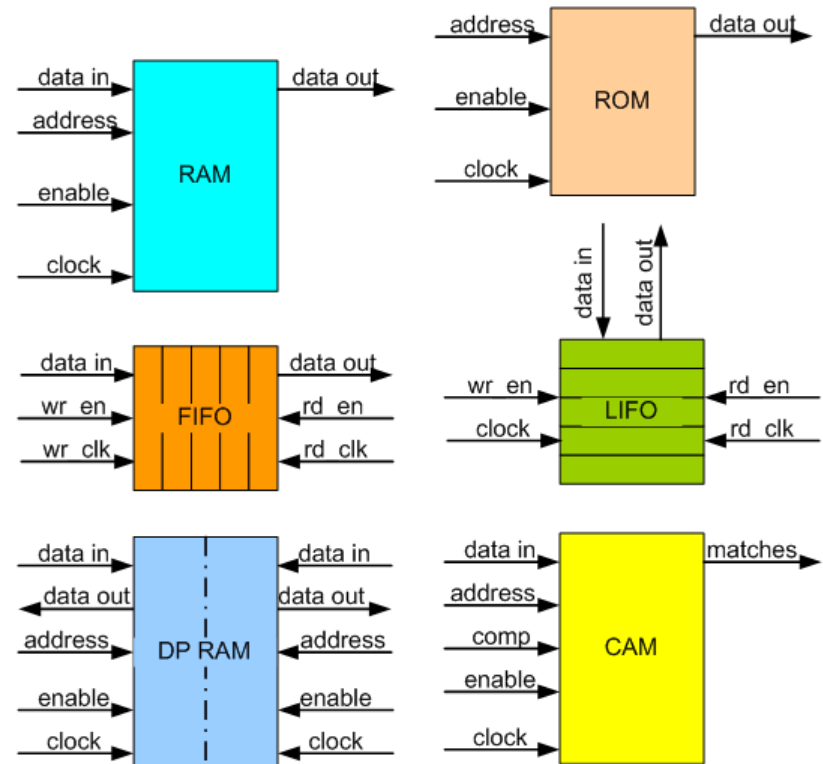 data in
data out
address
RAM
enable
clock
address
data out
enable
ROM
clock
data in
data out
wr_en
FIFO
rd_en
wr_clk
rd_clk
data in
data out
wr_en
LIFO
rd_en
clock
rd_clk
data in
data in
data out
data out
address
DP RAM
address
enable
enable
clock
clock
data in
matches
address
comp
CAM
enable
clock